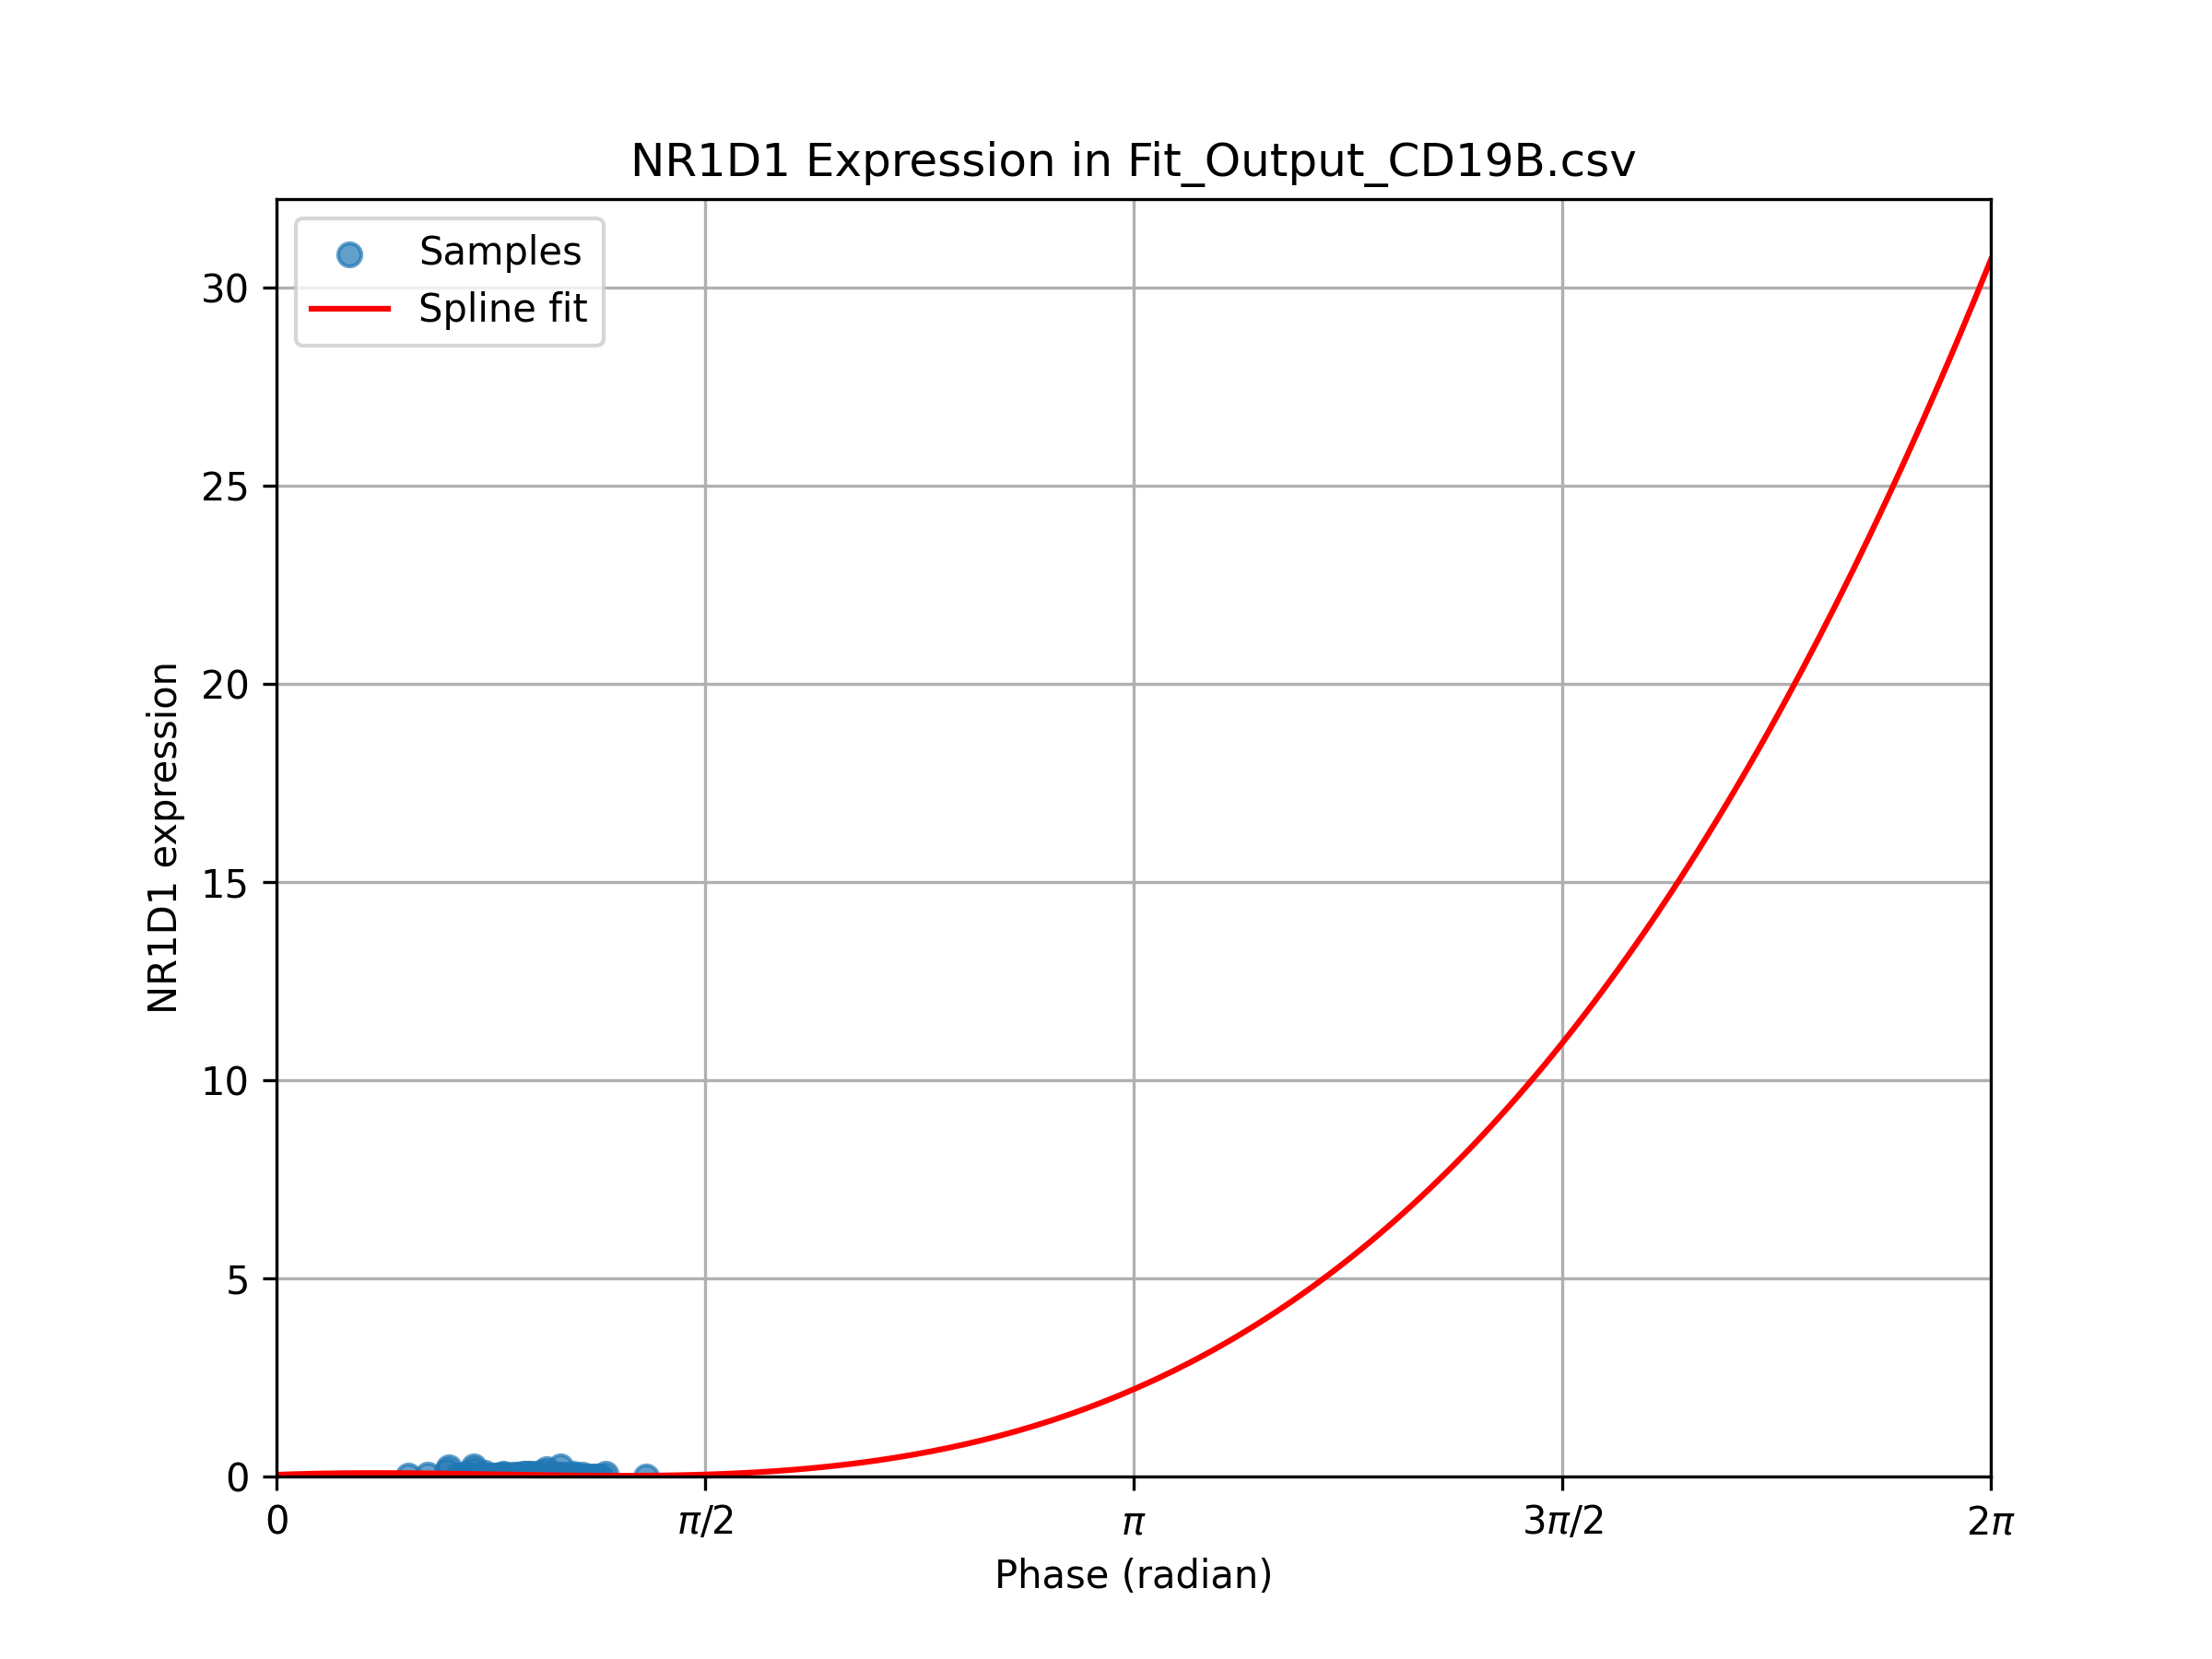 NR1D1 Expression in Fit_Output_CD19B.csv
Samples
Spline fit
NR1D1 expression
30
25
20
15
10
5
0
0 π/2 π 3π/2 2π
Phase (radian)